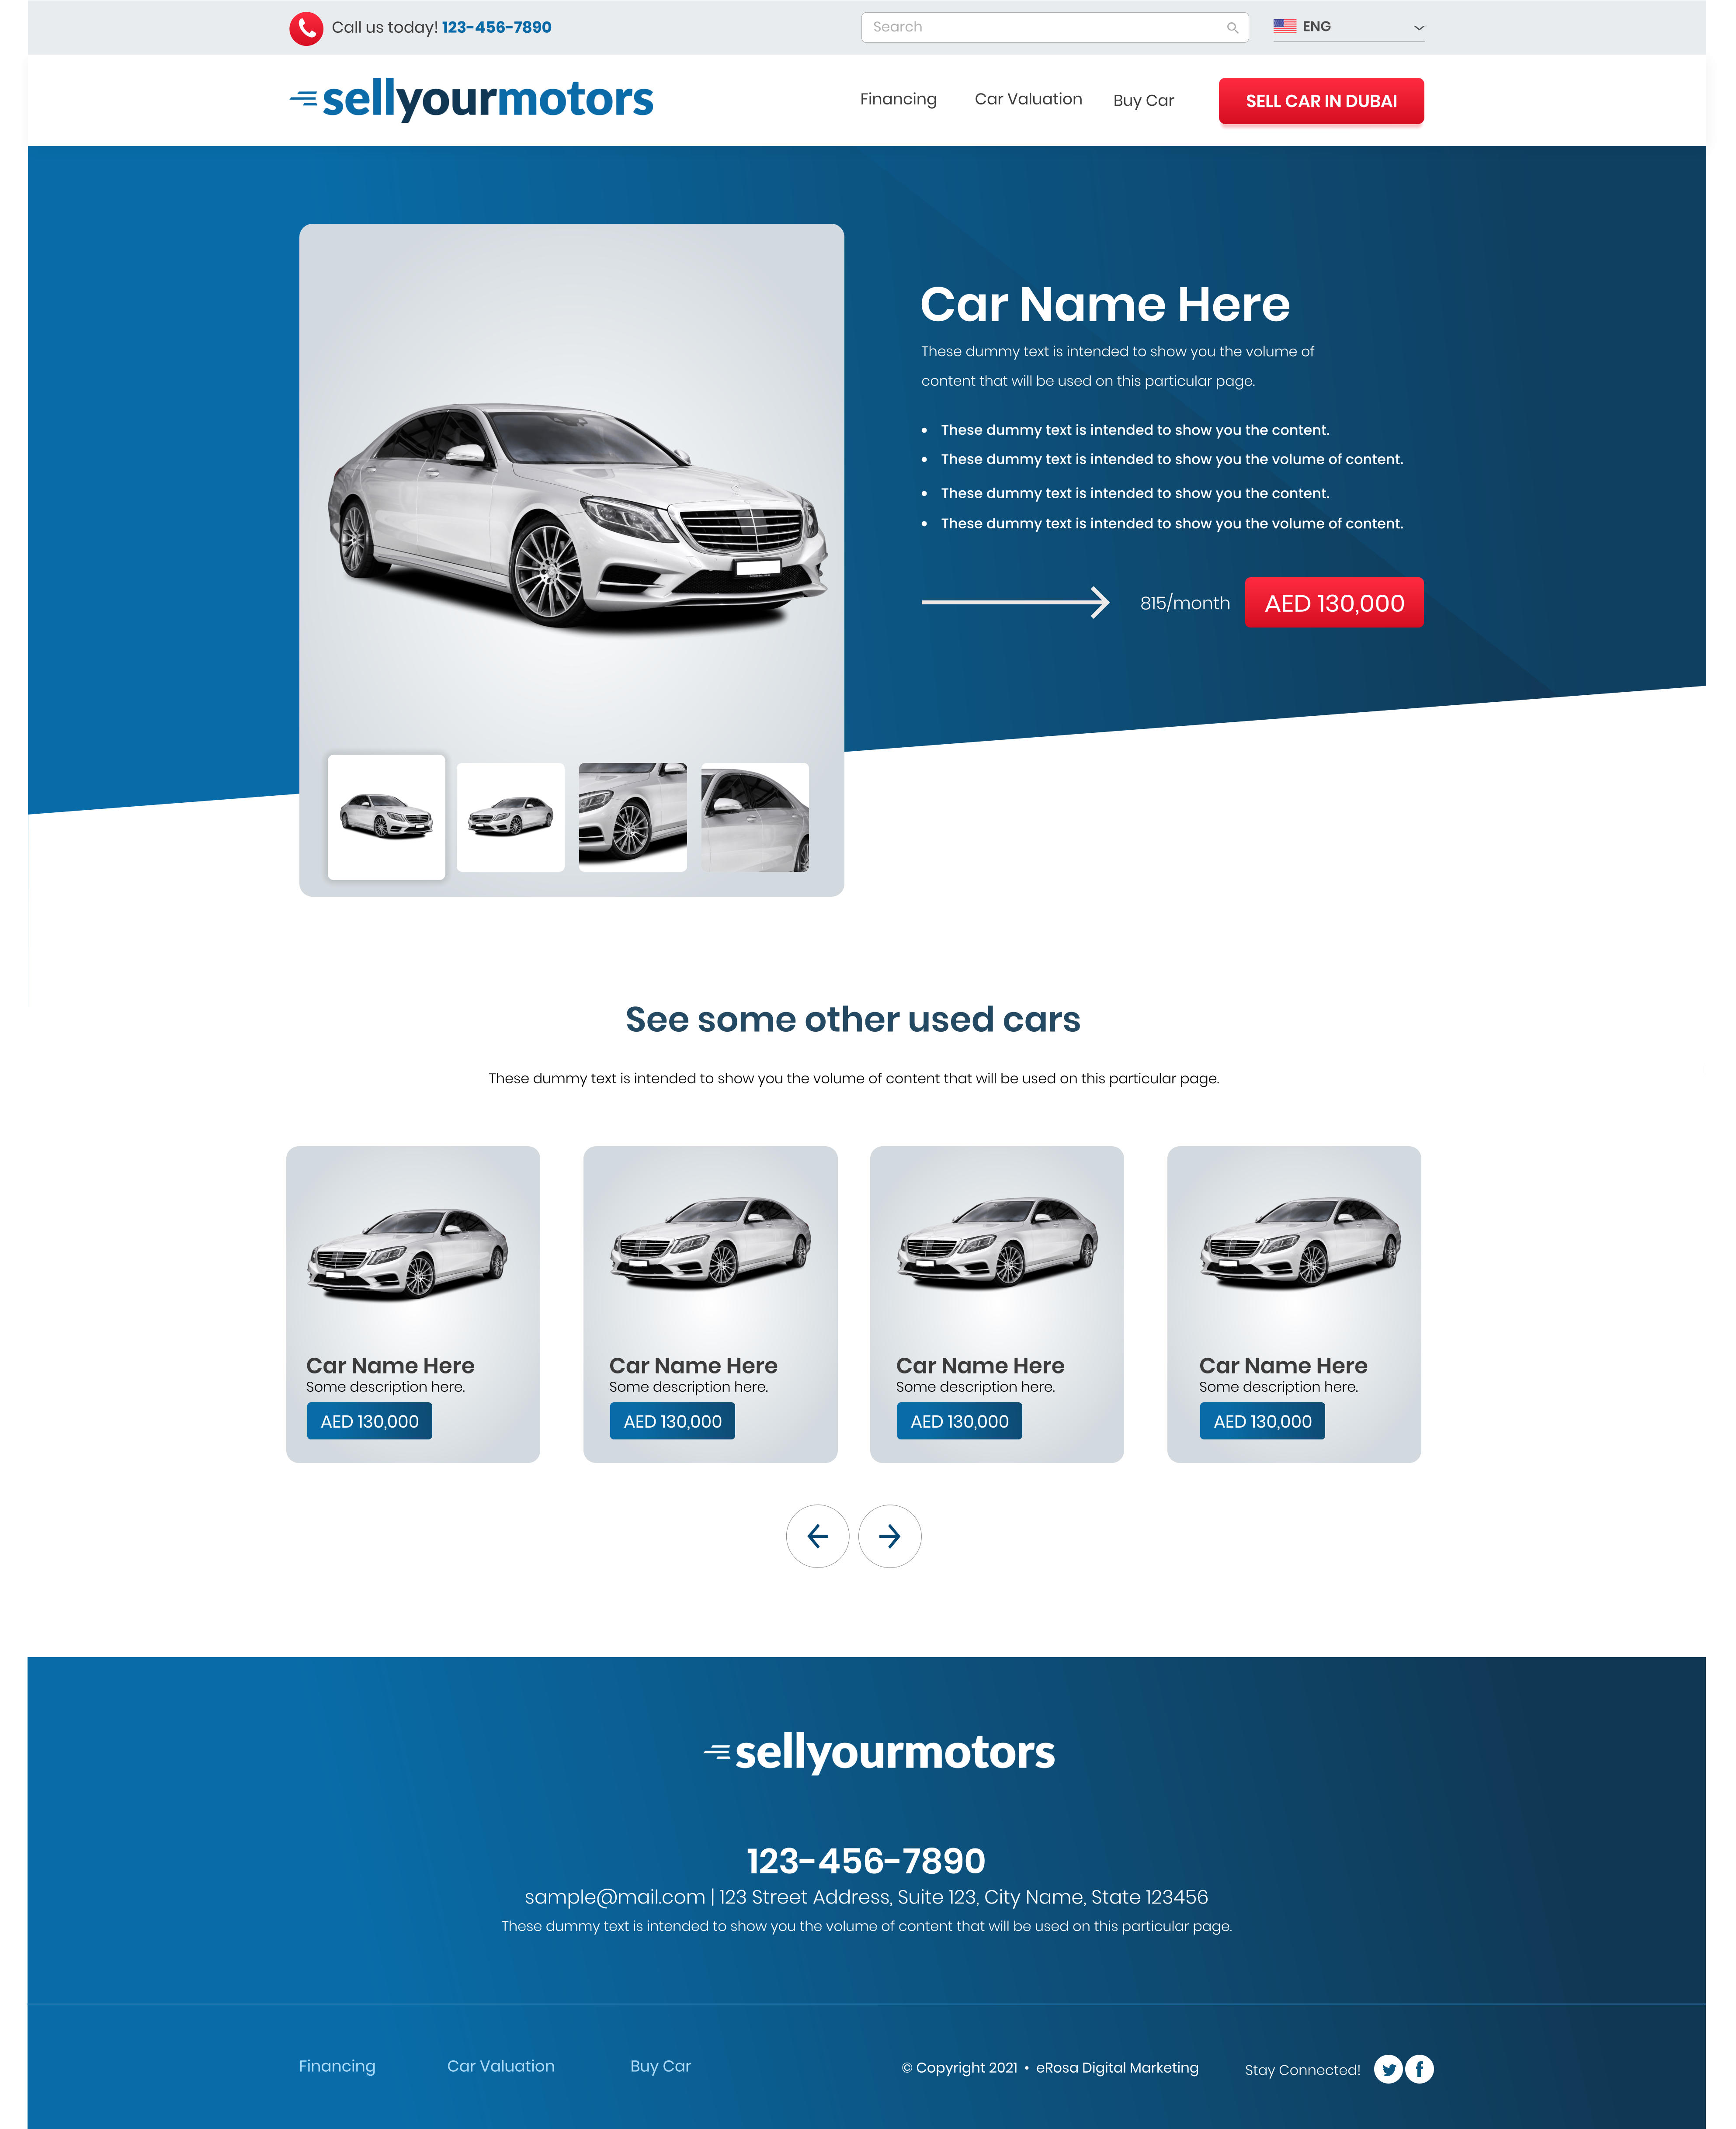 Call us today! 123-456-7890
Search
ENG
sellyourmotors
Financing
Car Valuation
Buy Car
SELL CAR IN DUBAI
Car Name Here
These dummy text is intended to show you the volume of
content that will be used on this particular page.
These dummy text is intended to show you the content.
These dummy text is intended to show you the volume of content.
These dummy text is intended to show you the content.
These dummy text is intended to show you the volume of content.
815/month
AED 130,000
See some other used cars
These dummy text is intended to show you the volume of content that will be used on this particular page.
Car Name Here
Some description here.
AED 130,000
Car Name Here
Some description here.
AED 130,000
Car Name Here
Some description here.
AED 130,000
Car Name Here
Some description here.
AED 130,000
sellyourmotors
123-456-7890
sample@mail.com | 123 Street Address, Suite 123, City Name, State 123456
These dummy text is intended to show you the volume of content that will be used on this particular page.
Financing
Car Valuation
Buy Car
© Copyright 2021 • eRosa Digital Marketing
Stay Connected!